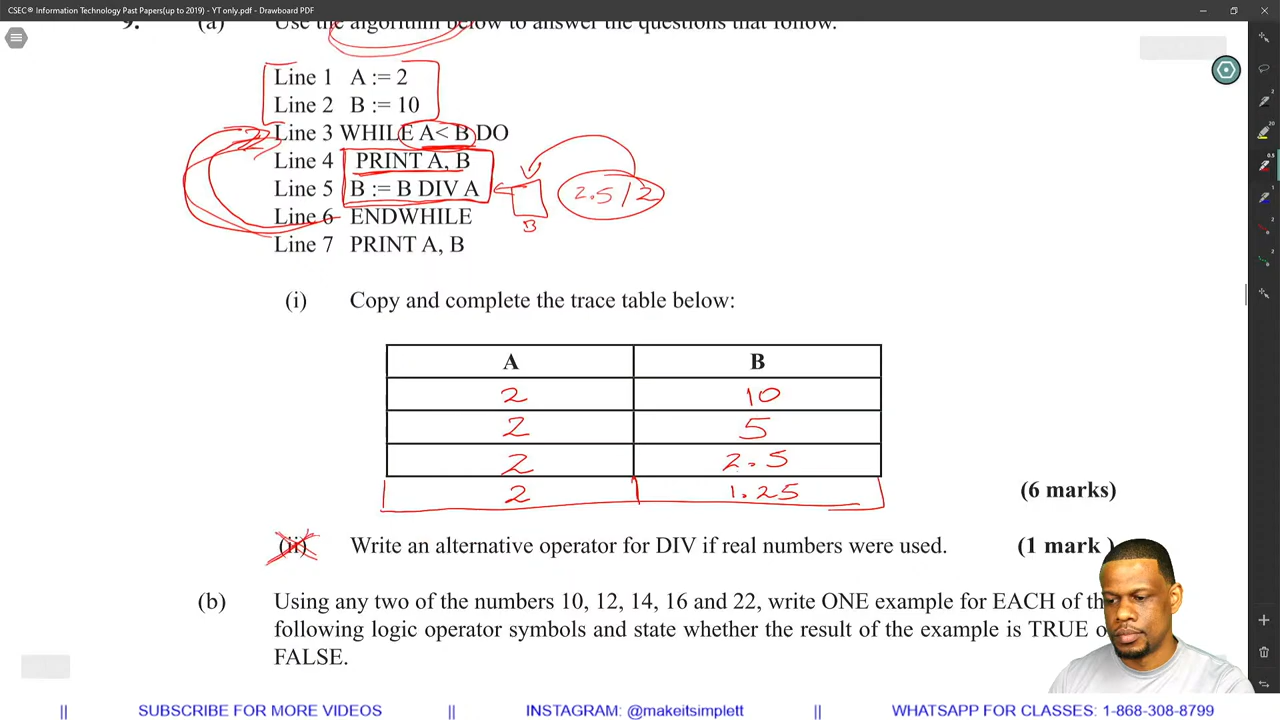 CSEC® Information Technology Past Papers(up to 2019) - YT only.pdf - Drawboard PDF
9. (a) Use the algorithm below to answer the questions that follow.
Line 1 A := 2
Line 2 B := 10
Line 3 WHILE A< B DO
Line 4 PRINT A, B
Line 5 B := B DIV A
2.5/2
B
Line 6 ENDWHILE
Line 7 PRINT A, B
(i) Copy and complete the trace table below:
A B
2 10
2 5
2 2.5
2 1.25
(6 marks)
(ii) Write an alternative operator for DIV if real numbers were used. (1 mark )
(b) Using any two of the numbers 10, 12, 14, 16 and 22, write ONE example for EACH of th
following logic operator symbols and state whether the result of the example is TRUE o
FALSE.
|| SUBSCRIBE FOR MORE VIDEOS || INSTAGRAM: @makeitsimplett || WHATSAPP FOR CLASSES: 1-868-308-8799 ||